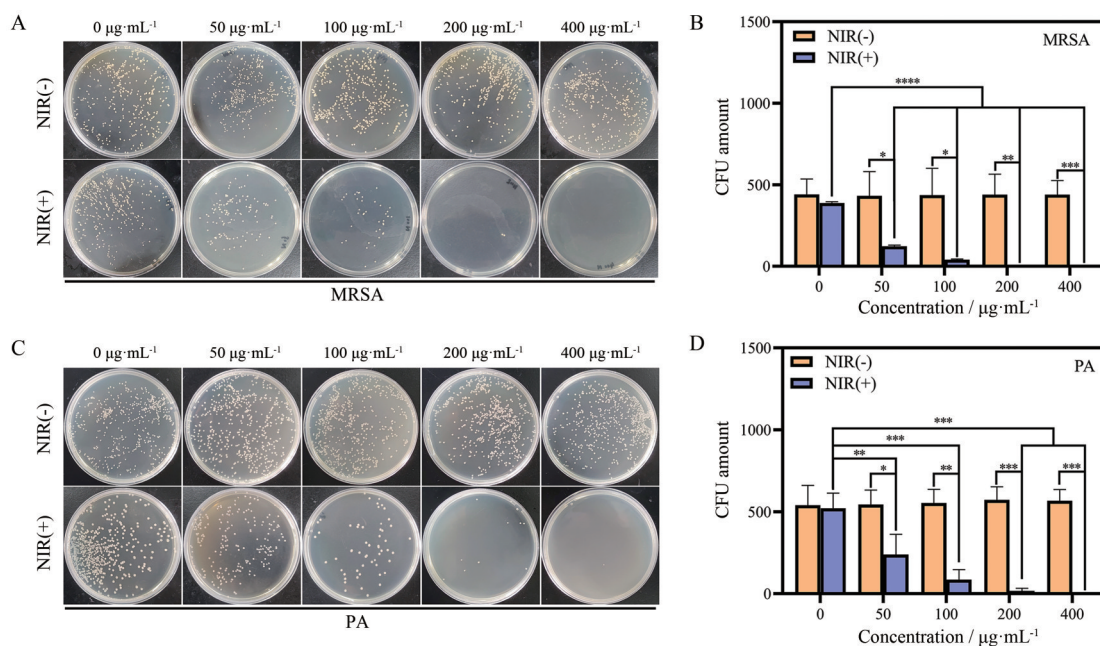 A
0 μg·mL-1 50 μg·mL-1 100 μg·mL-1 200 μg·mL-1 400 μg·mL-1
NIR(-)
NIR(+)
MRSA
B
1500
1000
500
0
CFU amount
NIR(-)
NIR(+)
MRSA
****
* * ** ***
0 50 100 200 400
Concentration / μg·mL-1
C
0 μg·mL-1 50 μg·mL-1 100 μg·mL-1 200 μg·mL-1 400 μg·mL-1
NIR(-)
NIR(+)
PA
D
1500
1000
500
0
CFU amount
NIR(-)
NIR(+)
PA
***
***
**
* ** *** ***
0 50 100 200 400
Concentration / μg·mL-1